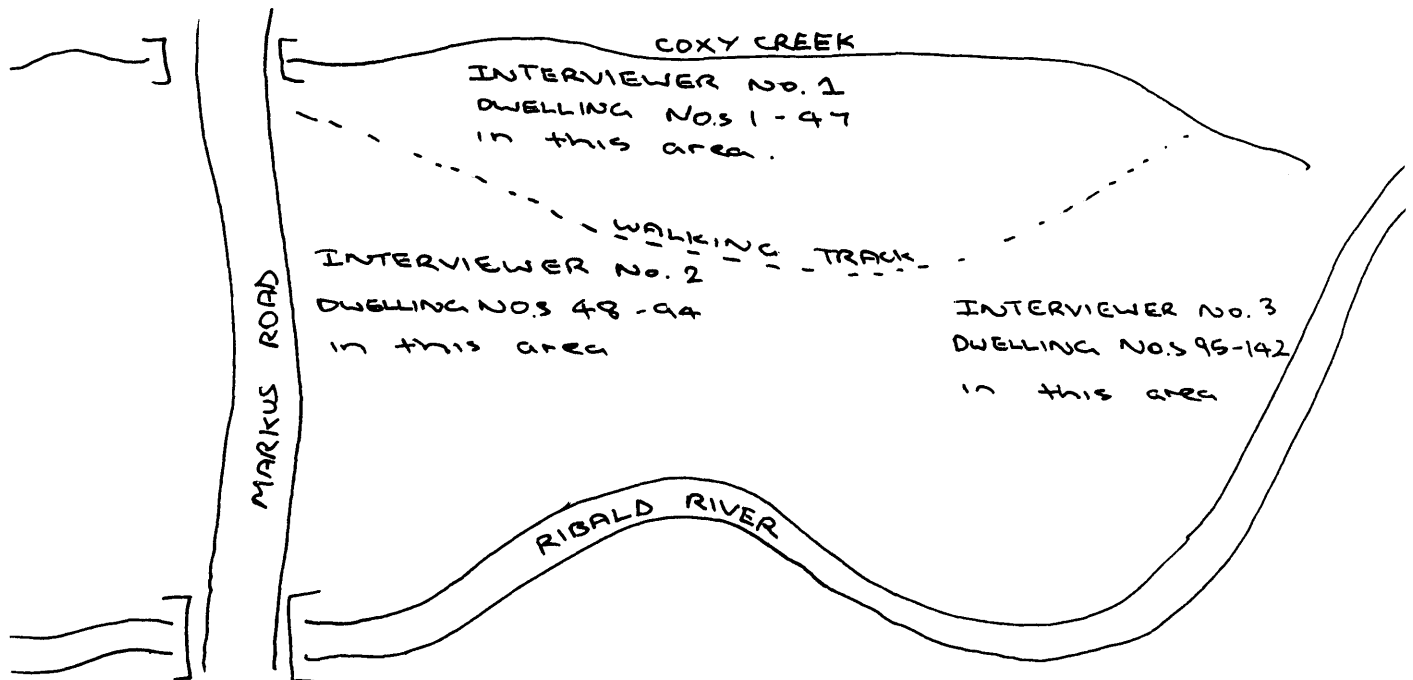 COXY CREEK
INTERVIEWER No. 1
DWELLING NO.S 1-47
in this area.
WALKING TRACK
INTERVIEWER No. 2
DWELLING NO.S 48-94
in this area
INTERVIEWER No. 3
DWELLING NO.S 95-142
in this area
MARKUS ROAD
RIBALD RIVER